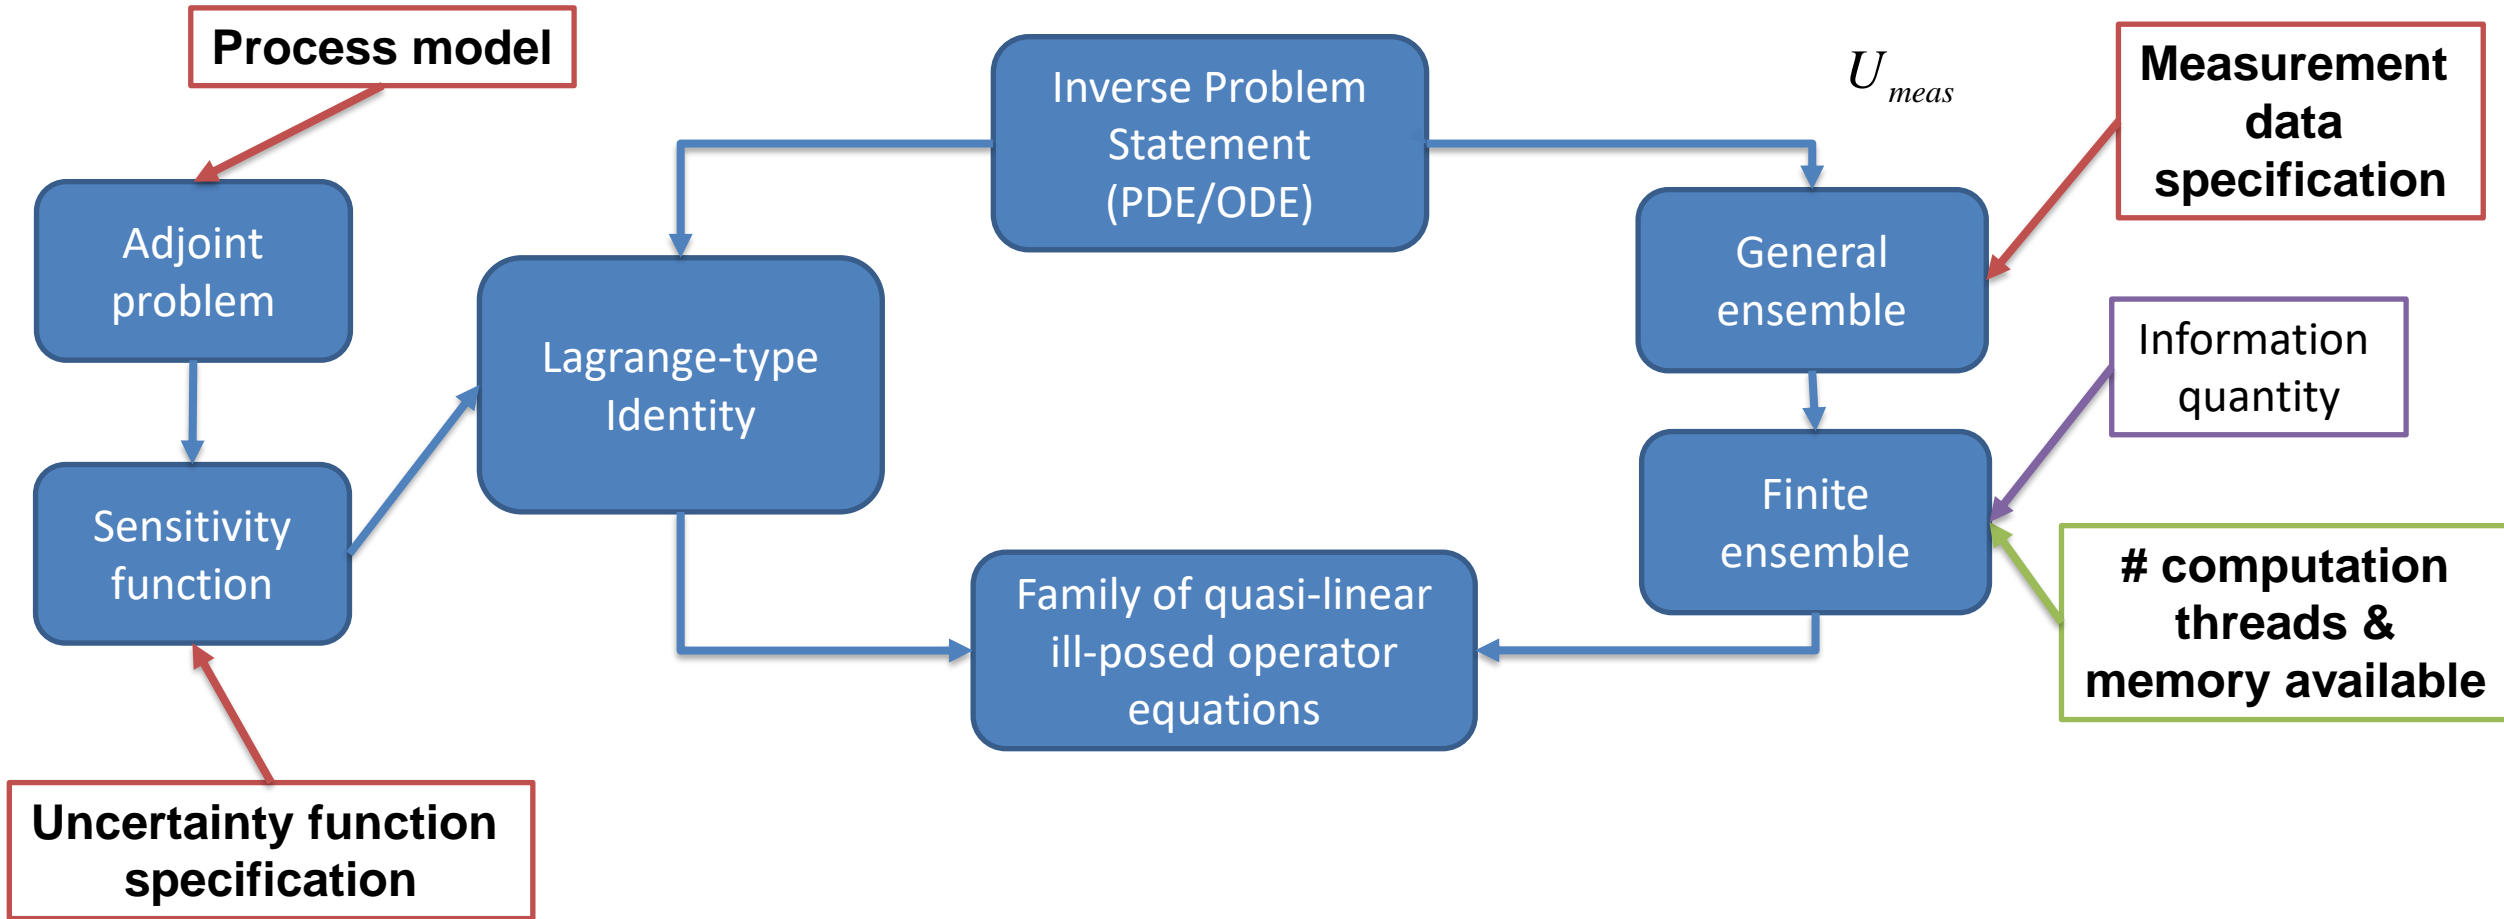 Process model
Inverse Problem
Statement
(PDE/ODE)
U meas
Measurement
data
specification
Adjoint
problem
General
ensemble
Lagrange-type
Identity
Information
quantity
Sensitivity
function
Finite
ensemble
Family of quasi-linear
ill-posed operator
equations
# computation
threads &
memory available
Uncertainty function
specification